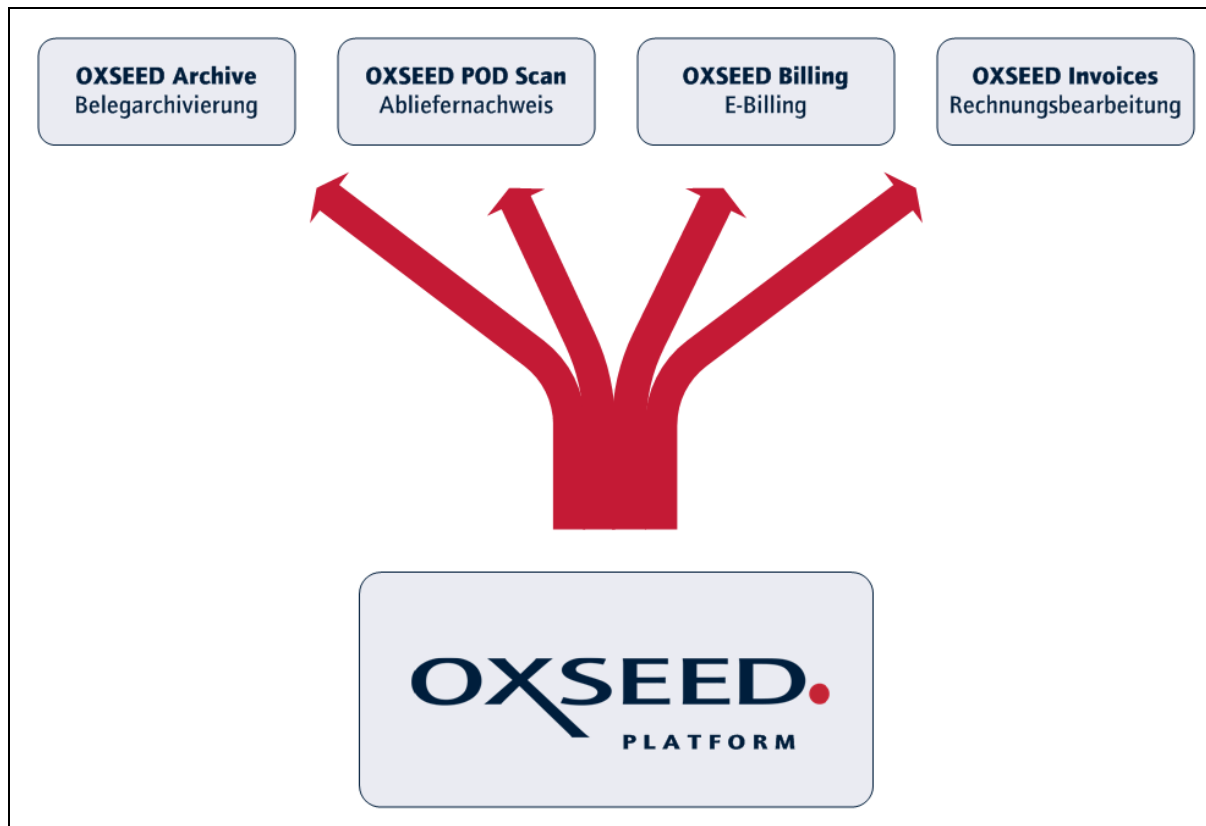 OXSEED Archive
Belegarchivierung
OXSEED POD Scan
Abliefernachweis
OXSEED Billing
E-Billing
OXSEED Invoices
Rechnungsbearbeitung
OXSEED.
PLATFORM